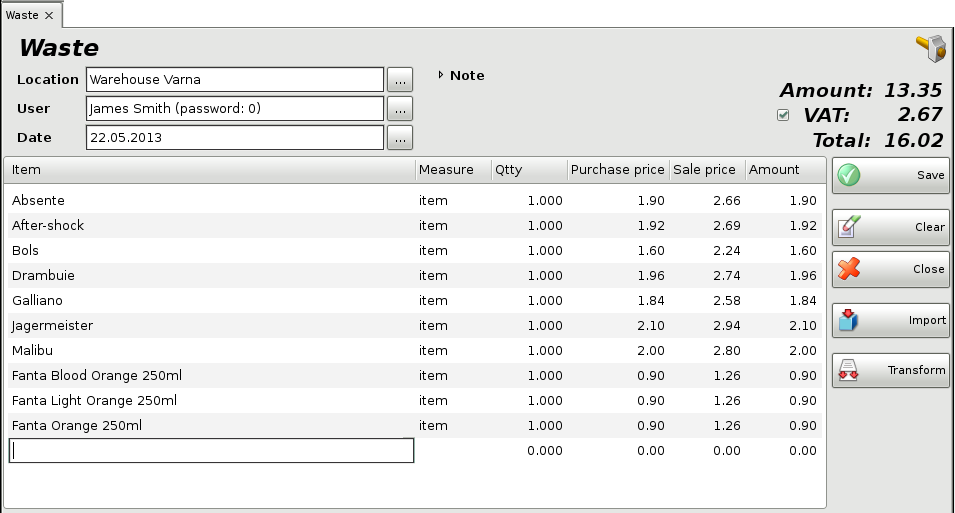 Waste ×
Waste
Location Warehouse Varna ...
User James Smith (password: 0) ...
Date 22.05.2013 ...
Note
Amount: 13.35
VAT: 2.67
Total: 16.02
Item Measure Qtty Purchase price Sale price Amount
Absente item 1.000 1.90 2.66 1.90
After-shock item 1.000 1.92 2.69 1.92
Bols item 1.000 1.60 2.24 1.60
Drambuie item 1.000 1.96 2.74 1.96
Galliano item 1.000 1.84 2.58 1.84
Jagermeister item 1.000 2.10 2.94 2.10
Malibu item 1.000 2.00 2.80 2.00
Fanta Blood Orange 250ml item 1.000 0.90 1.26 0.90
Fanta Light Orange 250ml item 1.000 0.90 1.26 0.90
Fanta Orange 250ml item 1.000 0.90 1.26 0.90
0.000 0.00 0.00 0.00
Save
Clear
Close
Import
Transform